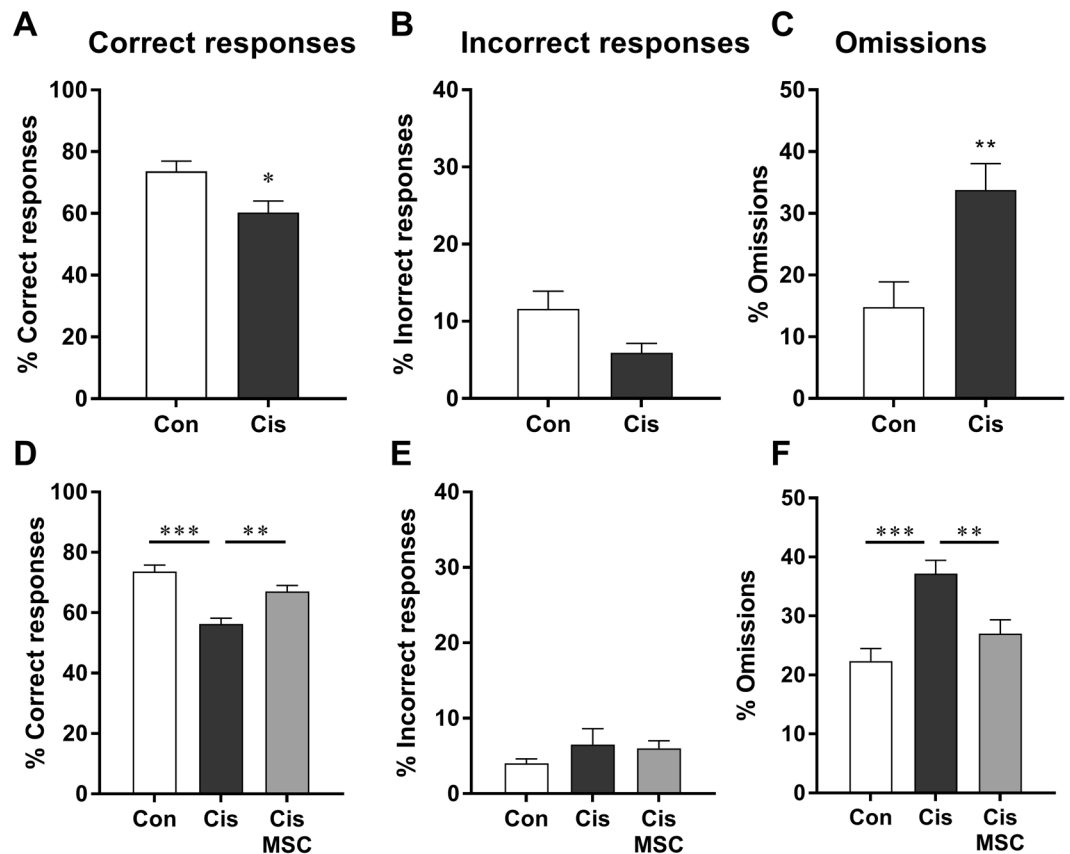 A
Correct responses
B
Incorrect responses
C
Omissions
% Correct responses
100
80
60
40
20
0
*
Con
Cis
% Inorrect responses
40
30
20
10
0
Con
Cis
% Omissions
50
40
30
20
10
0
**
Con
Cis
D
% Correct responses
100
80
60
40
20
0
***
**
Con
Cis
Cis
MSC
E
% Incorrect responses
40
30
20
10
0
Con
Cis
Cis
MSC
F
% Omissions
50
40
30
20
10
0
***
**
Con
Cis
Cis
MSC